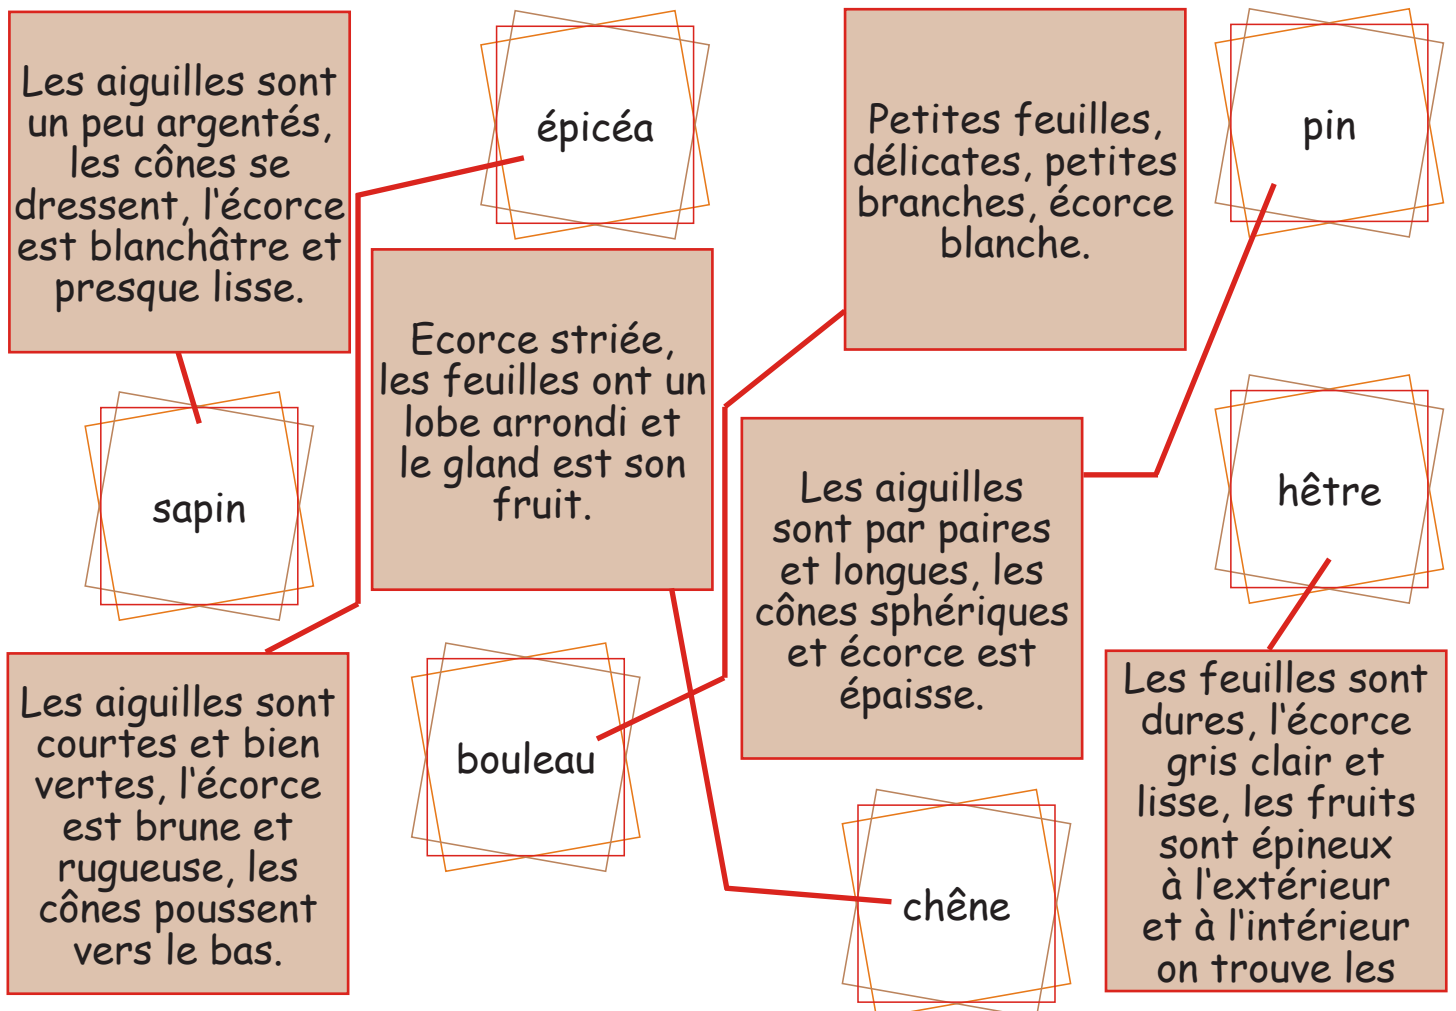 Les aiguilles sont
un peu argentés,
les cônes se
dressent, l'écorce
est blanchâtre et
presque lisse.
épicéa
Petites feuilles,
délicates, petites
branches, écorce
blanche.
pin
Ecorce striée,
les feuilles ont un
lobe arrondi et
le gland est son
fruit.
sapin
Les aiguilles
sont par paires
et longues, les
cônes sphériques
et écorce est
épaisse.
hêtre
Les aiguilles sont
courtes et bien
vertes, l'écorce
est brune et
rugueuse, les
cônes poussent
vers le bas.
bouleau
chêne
Les feuilles sont
dures, l'écorce
gris clair et
lisse, les fruits
sont épineux
à l'extérieur
et à l'intérieur
on trouve les